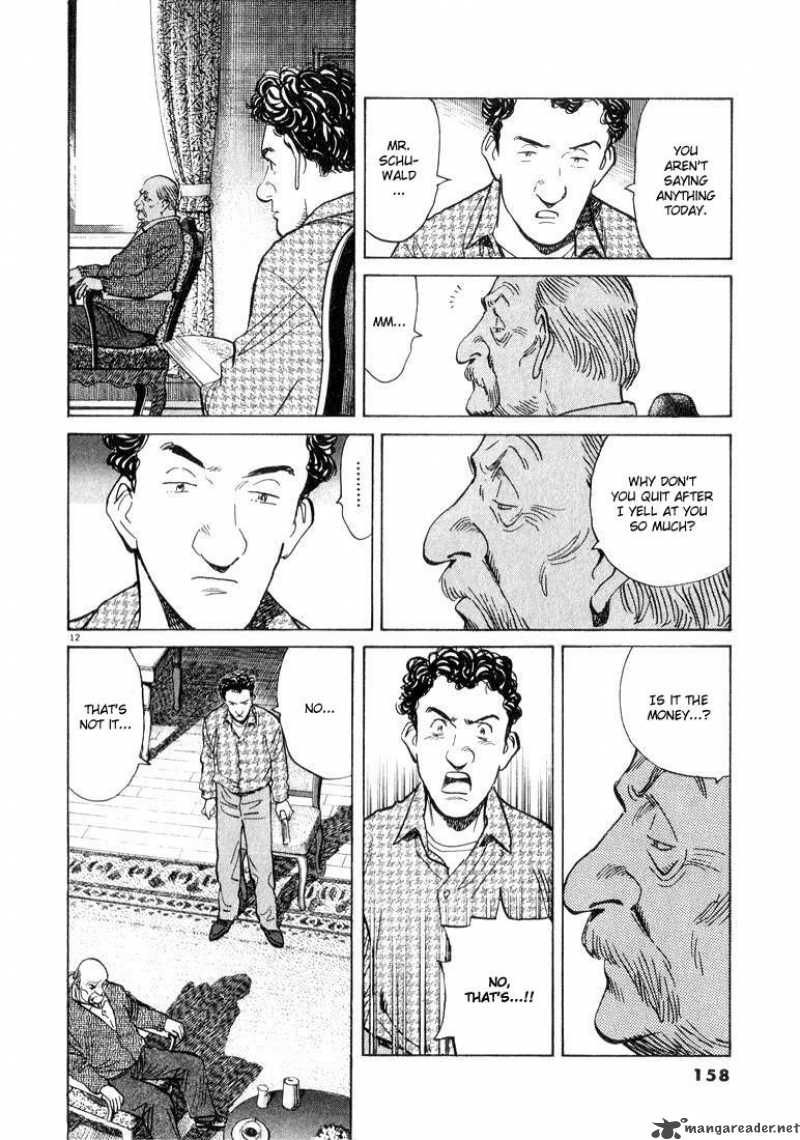 MR.
SCHU-
WALD
...
YOU
AREN'T
SAYING
ANYTHING
TODAY.
MM...
.........
WHY DON'T
YOU QUIT AFTER
I YELL AT YOU
SO MUCH?
12
THAT'S
NOT IT...
NO...
NO,
THAT'S...!!
IS IT THE
MONEY...?
158
mangareader.net